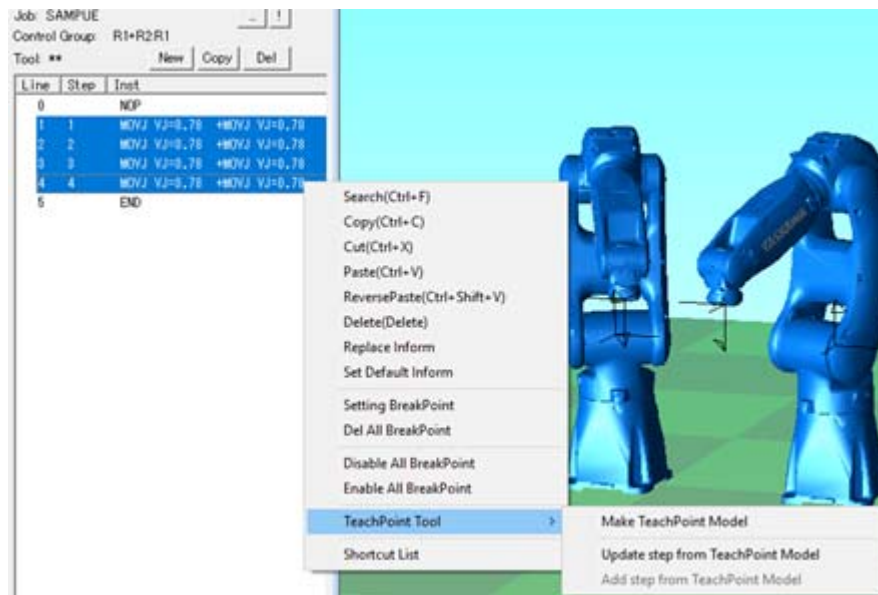 Job: SAMPUE
.. !
Control Group: R1+R2:R1
Tool: **
New Copy Del
Line Step Inst
0 NOP
1 1 MOVJ VJ=0.78 +MOVJ VJ=0.78
2 2 MOVJ VJ=0.78 +MOVJ VJ=0.78
3 3 MOVJ VJ=0.78 +MOVJ VJ=0.78
4 4 MOVJ VJ=0.78 +MOVJ VJ=0.78
5 END
Search(Ctrl+F)
Copy(Ctrl+C)
Cut(Ctrl+X)
Paste(Ctrl+V)
ReversePaste(Ctrl+Shift+V)
Delete(Delete)
Replace Inform
Set Default Inform
Setting BreakPoint
Del All BreakPoint
Disable All BreakPoint
Enable All BreakPoint
TeachPoint Tool >
Shortcut List
Make TeachPoint Model
Update step from TeachPoint Model
Add step from TeachPoint Model
YASKAWA